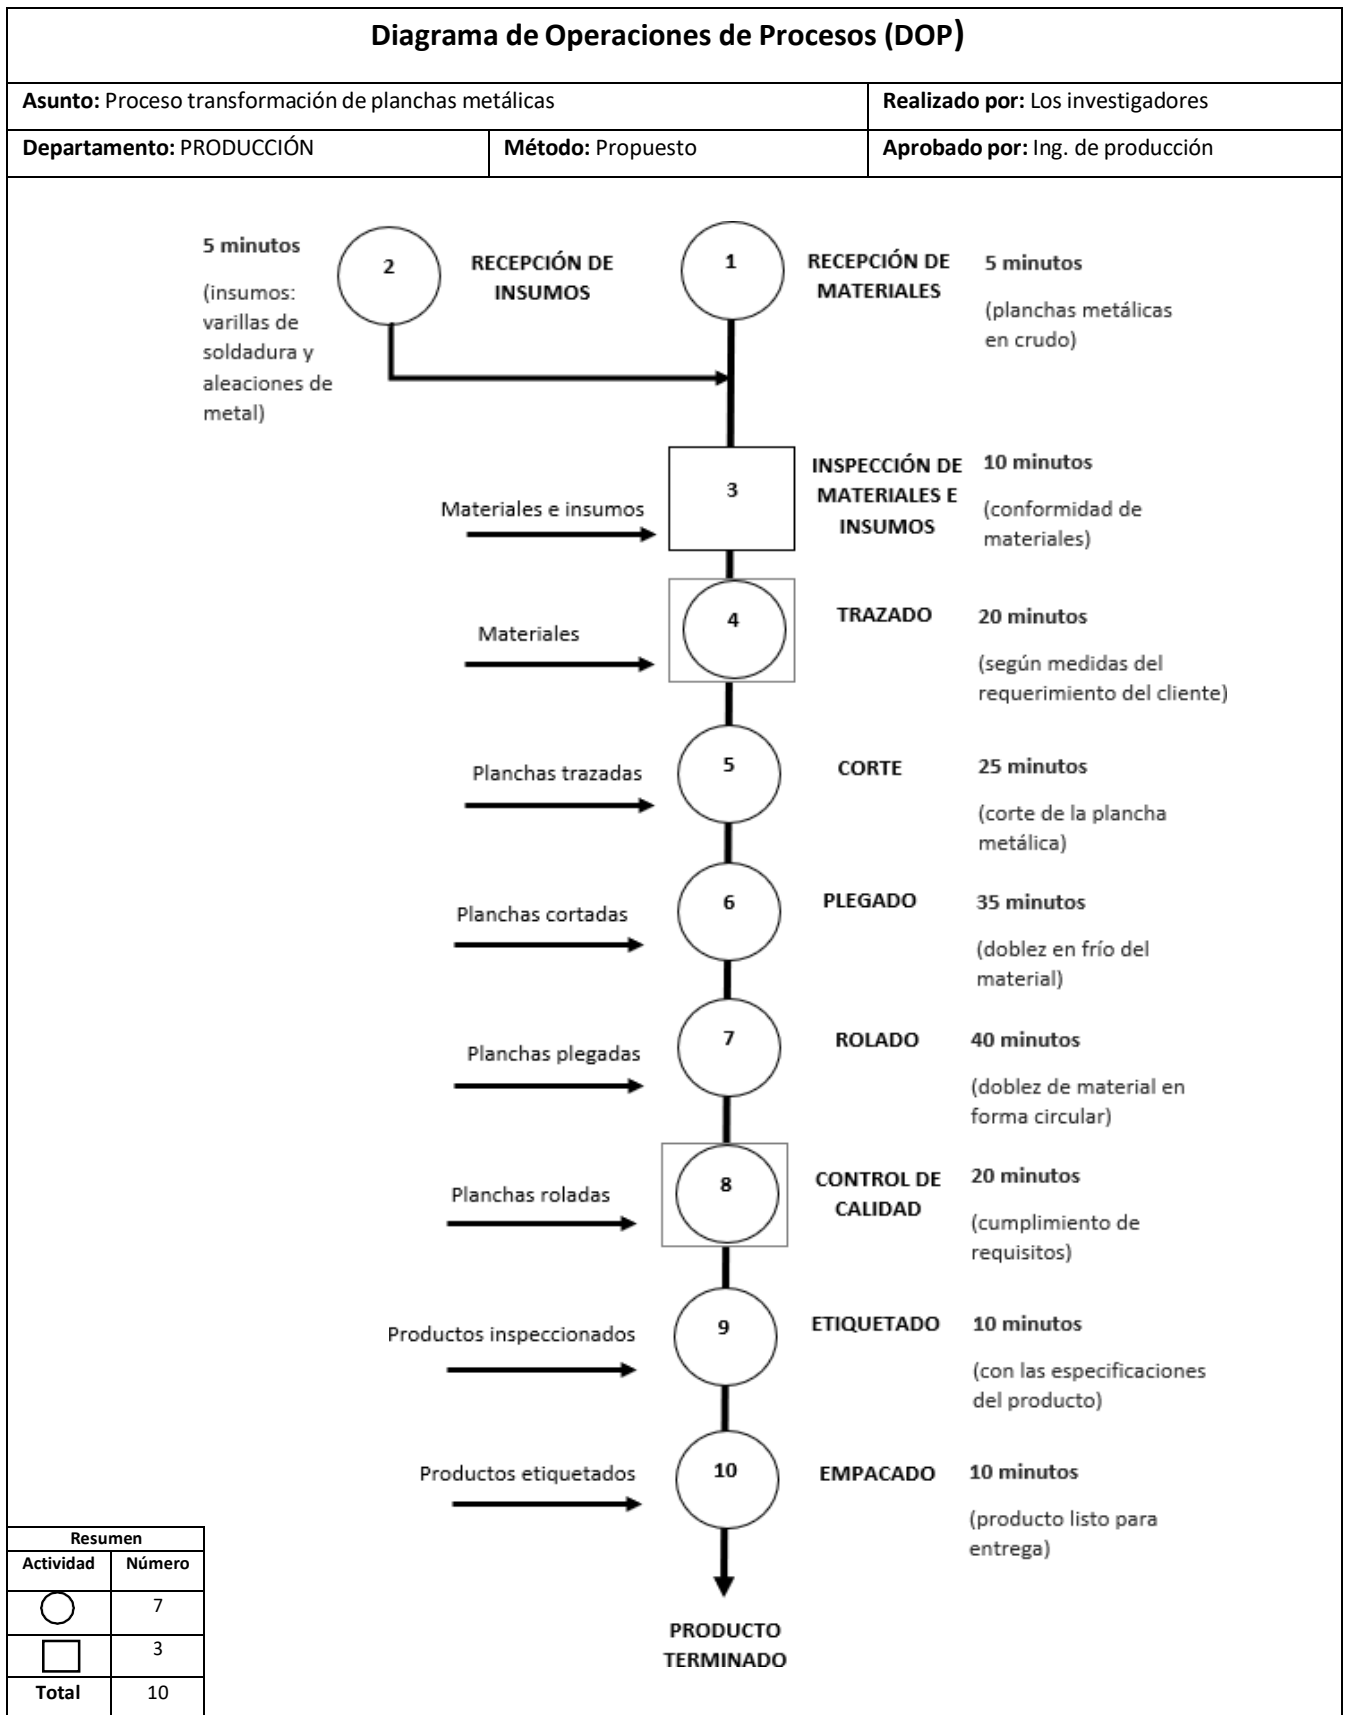 Diagrama de Operaciones de Procesos (DOP)
Asunto: Proceso transformación de planchas metálicas
Realizado por: Los investigadores
Departamento: PRODUCCIÓN
Método: Propuesto
Aprobado por: Ing. de producción
5 minutos
(insumos:
varillas de
soldadura y
aleaciones de
metal)
2
RECEPCIÓN DE
INSUMOS
1
RECEPCIÓN DE
MATERIALES
5 minutos
(planchas metálicas
en crudo)
Materiales e insumos
3
INSPECCIÓN DE
MATERIALES E
INSUMOS
10 minutos
(conformidad de
materiales)
Materiales
4
TRAZADO
20 minutos
(según medidas del
requerimiento del cliente)
Planchas trazadas
5
CORTE
25 minutos
(corte de la plancha
metálica)
Planchas cortadas
6
PLEGADO
35 minutos
(doblez en frío del
material)
Planchas plegadas
7
ROLADO
40 minutos
(doblez de material en
forma circular)
Planchas roladas
8
CONTROL DE
CALIDAD
20 minutos
(cumplimiento de
requisitos)
Productos inspeccionados
9
ETIQUETADO
10 minutos
(con las especificaciones
del producto)
Productos etiquetados
10
EMPACADO
10 minutos
(producto listo para
entrega)
PRODUCTO
TERMINADO
Resumen
Actividad Número
7
3
Total 10